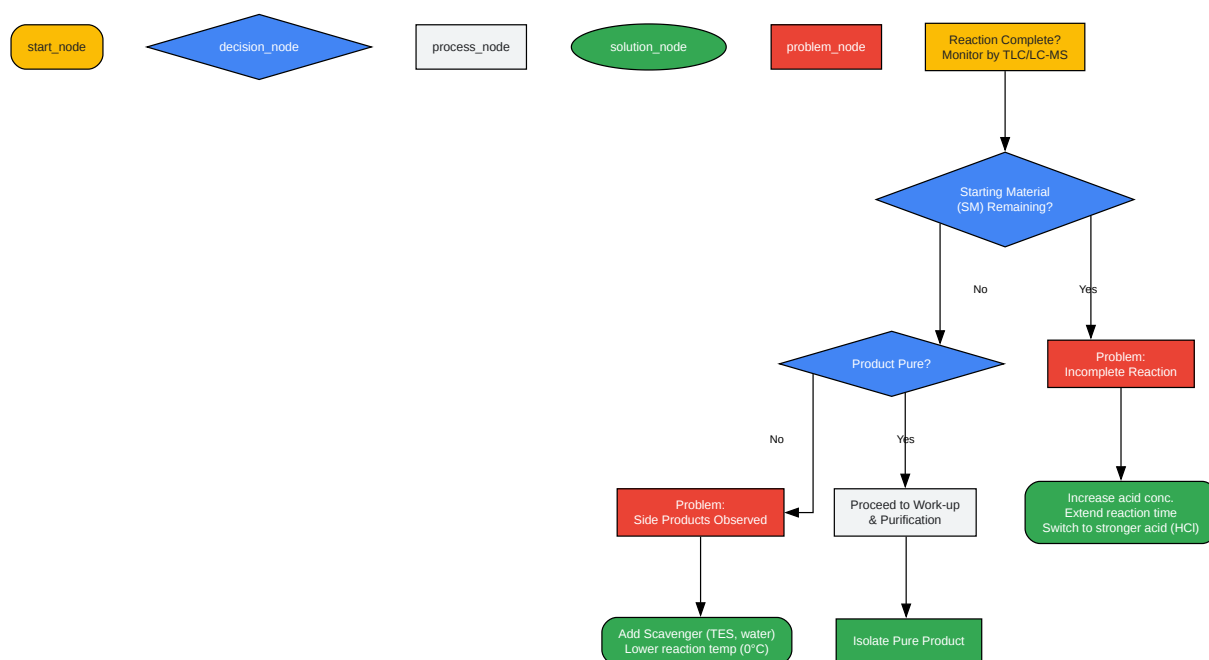 start_node
decision_node
process_node
solution_node
problem_node
Reaction Complete?
Monitor by TLC/LC-MS
Starting Material
(SM) Remaining?
No
Yes
Product Pure?
Problem:
Incomplete Reaction
No
Yes
Problem:
Side Products Observed
Proceed to Work-up
& Purification
Increase acid conc.
Extend reaction time
Switch to stronger acid (HCl)
Add Scavenger (TES, water)
Lower reaction temp (0°C)
Isolate Pure Product